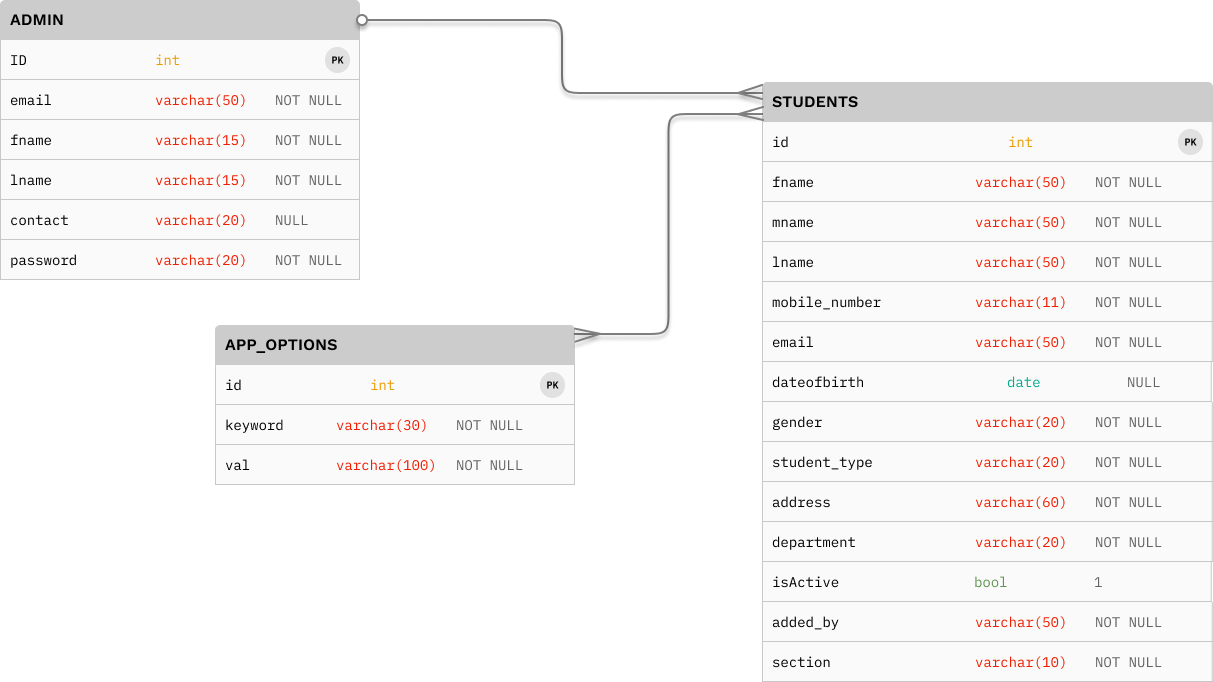 ADMIN
ID int PK
email varchar(50) NOT NULL
fname varchar(15) NOT NULL
lname varchar(15) NOT NULL
contact varchar(20) NULL
password varchar(20) NOT NULL
APP_OPTIONS
id int PK
keyword varchar(30) NOT NULL
val varchar(100) NOT NULL
STUDENTS
id int PK
fname varchar(50) NOT NULL
mname varchar(50) NOT NULL
lname varchar(50) NOT NULL
mobile_number varchar(11) NOT NULL
email varchar(50) NOT NULL
dateofbirth date NULL
gender varchar(20) NOT NULL
student_type varchar(20) NOT NULL
address varchar(60) NOT NULL
department varchar(20) NOT NULL
isActive bool 1
added_by varchar(50) NOT NULL
section varchar(10) NOT NULL